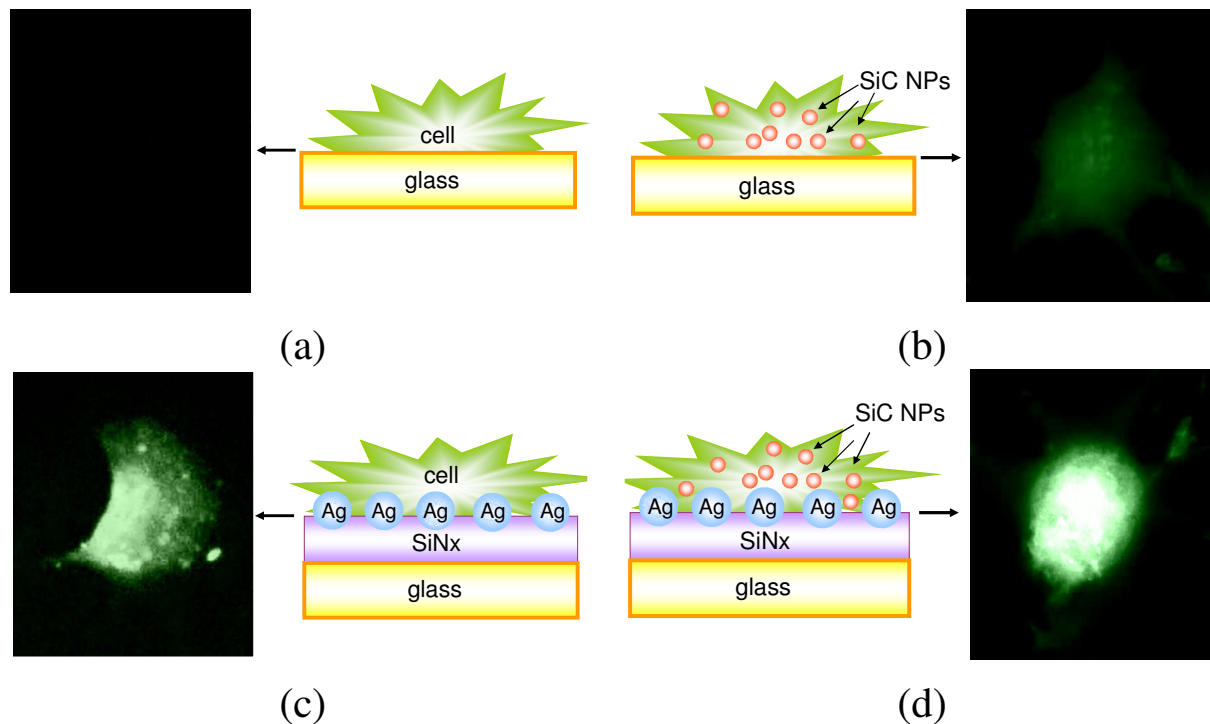 cell
glass
(a)
SiC NPs
glass
(b)
cell
Ag Ag Ag Ag Ag
SiNx
glass
(c)
SiC NPs
Ag Ag Ag Ag Ag
SiNx
glass
(d)